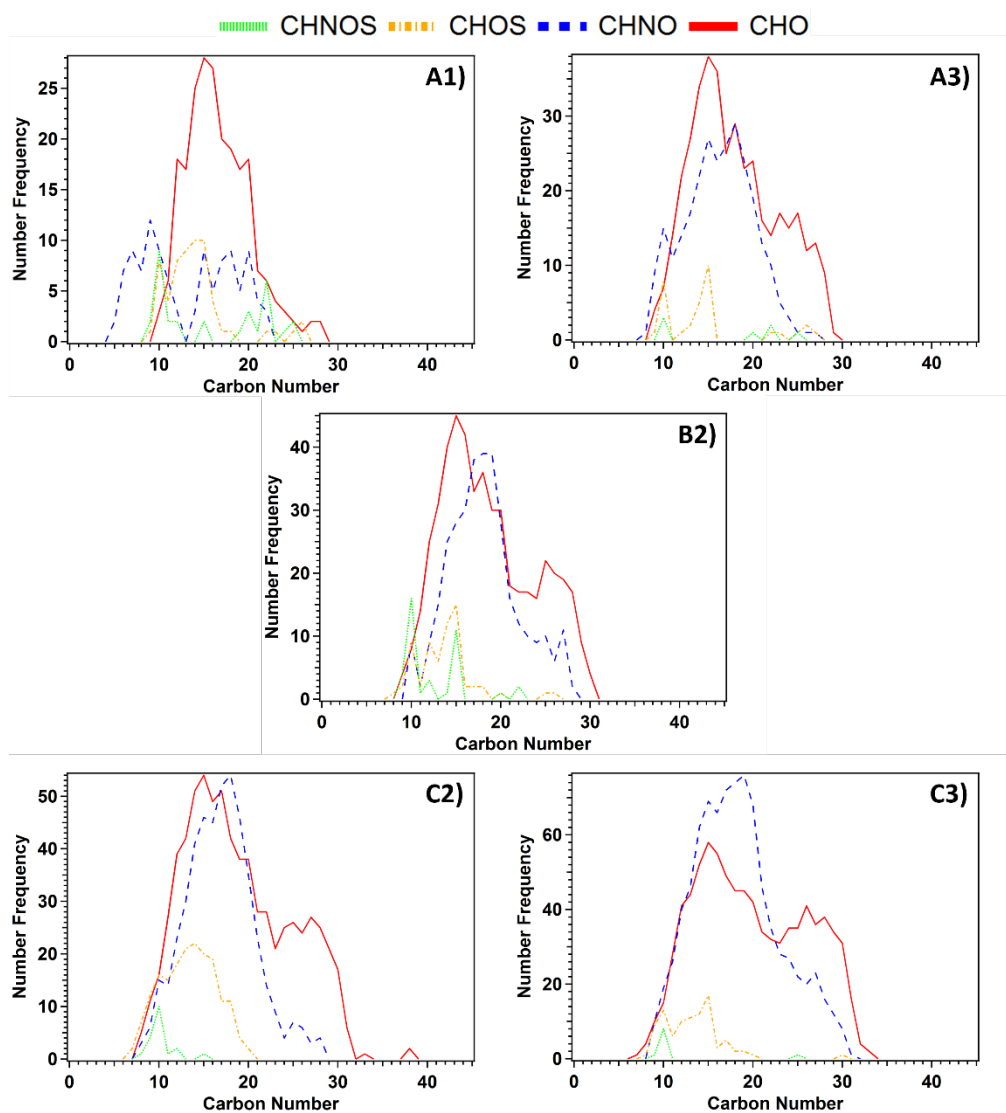 CHNOS CHOS CHNO CHO
A1)
25
20
15
10
5
0
Number Frequency
0 10 20 30 40
Carbon Number
A3)
30
20
10
0
Number Frequency
0 10 20 30 40
Carbon Number
B2)
40
30
20
10
0
Number Frequency
0 10 20 30 40
Carbon Number
C2)
50
40
30
20
10
0
Number Frequency
0 10 20 30 40
Carbon Number
C3)
60
40
20
0
Number Frequency
0 10 20 30 40
Carbon Number